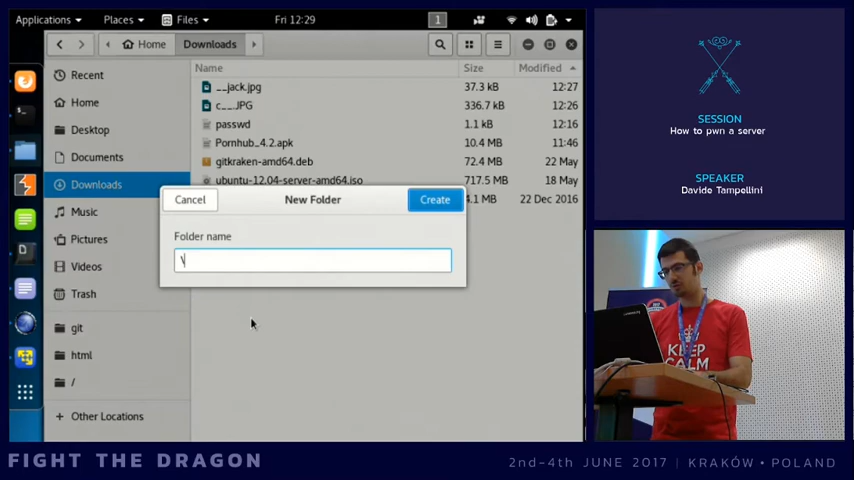 Applications Places Files Fri 12:29 1
Home Downloads
Name Size Modified
Recent
Home
Desktop
Documents
Downloads
Music
Pictures
Videos
Trash
git
html
/
Other Locations
__jack.jpg 37.3 kB 12:27
c__.JPG 336.7 kB 12:26
passwd 1.1 kB 12:16
Pornhub_4.2.apk 10.4 MB 11:46
gitkraken-amd64.deb 72.4 MB 22 May
ubuntu-12.04-server-amd64.iso 717.5 MB 18 May
4.1 MB 22 Dec 2016
Cancel New Folder Create
Folder name
\
SESSION
How to pwn a server
SPEAKER
Davide Tampellini
KEEP
CALM
FIGHT THE DRAGON 2nd-4th JUNE 2017 | KRAKÓW • POLAND